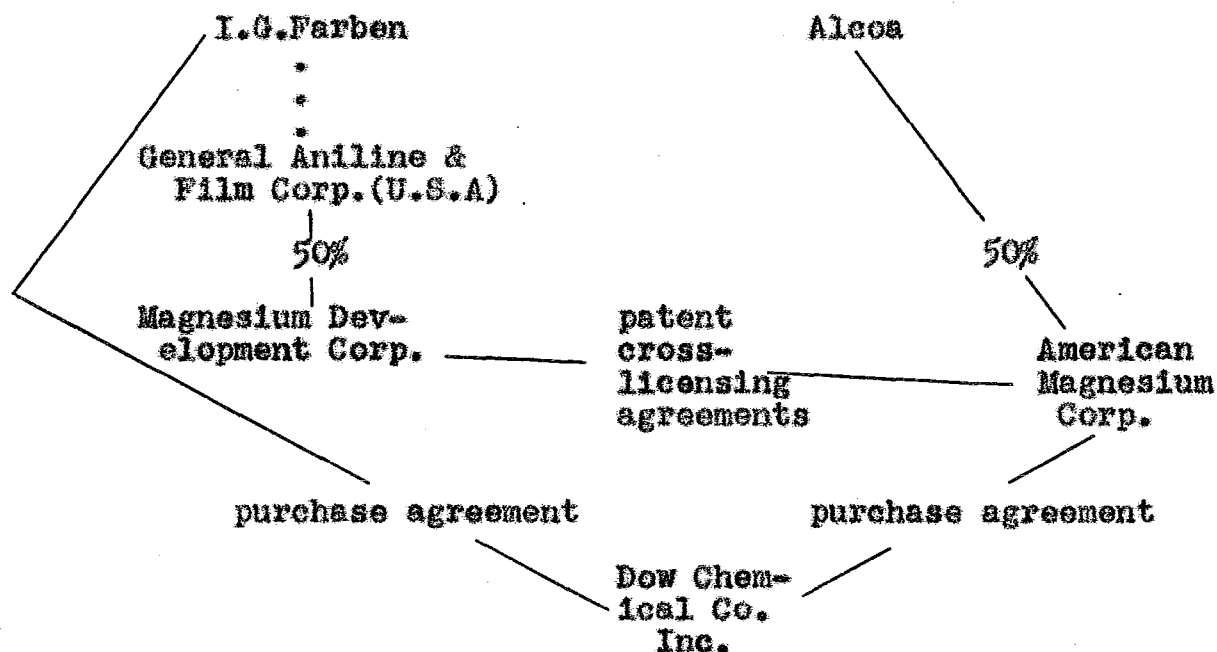 I.G.Farben
Alcoa
General Aniline &
Film Corp.(U.S.A)
50%
50%
Magnesium Dev-
elopment Corp.
patent
cross-
licensing
agreements
American
Magnesium
Corp.
purchase agreement
purchase agreement
Dow Chem-
ical Co.
Inc.